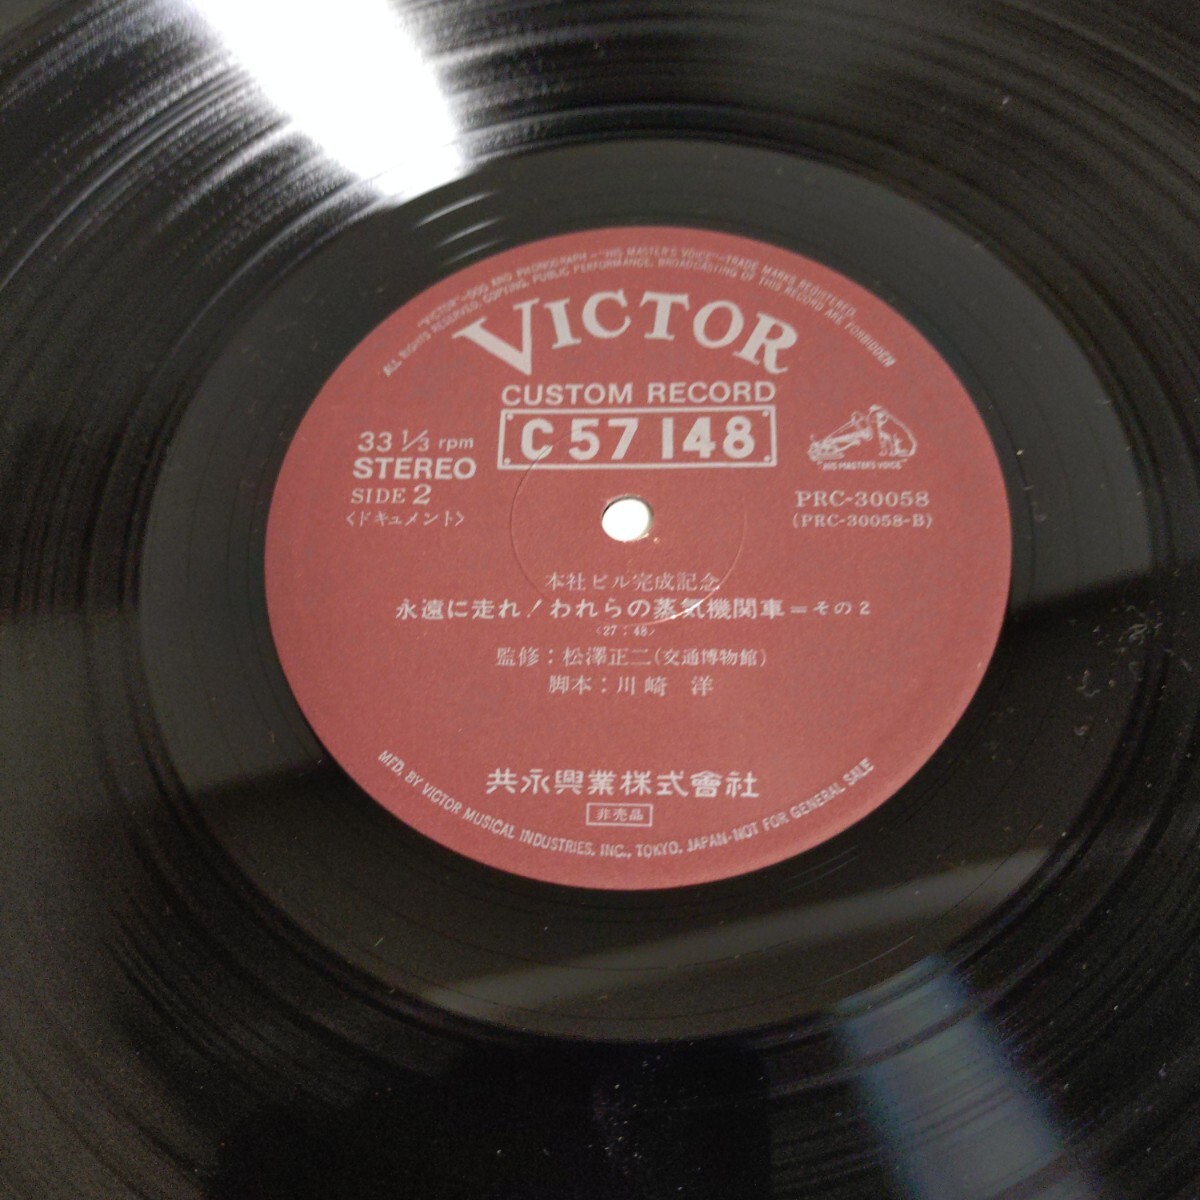 "VICTOR"–DOG AND PHONOGRAPH–"HIS MASTER'S VOICE"–TRADE MARKS REGISTERED.
ALL RIGHTS RESERVED. COPYING, PUBLIC PERFORMANCE, BROADCASTING OF THIS RECORD ARE FORBIDDEN
VICTOR
CUSTOM RECORD
C57148
33 1/3 rpm
STEREO
SIDE 2
〈ドキュメント〉
"HIS MASTER'S VOICE"
PRC-30058
(PRC-30058-B)
本社ビル完成記念
永遠に走れ!われらの蒸気機関車=その2
〈27:48〉
監修:松澤正二(交通博物館)
脚本:川崎 洋
共永興業株式會社
非売品
MFD. BY VICTOR MUSICAL INDUSTRIES, INC., TOKYO, JAPAN-NOT FOR GENERAL SALE